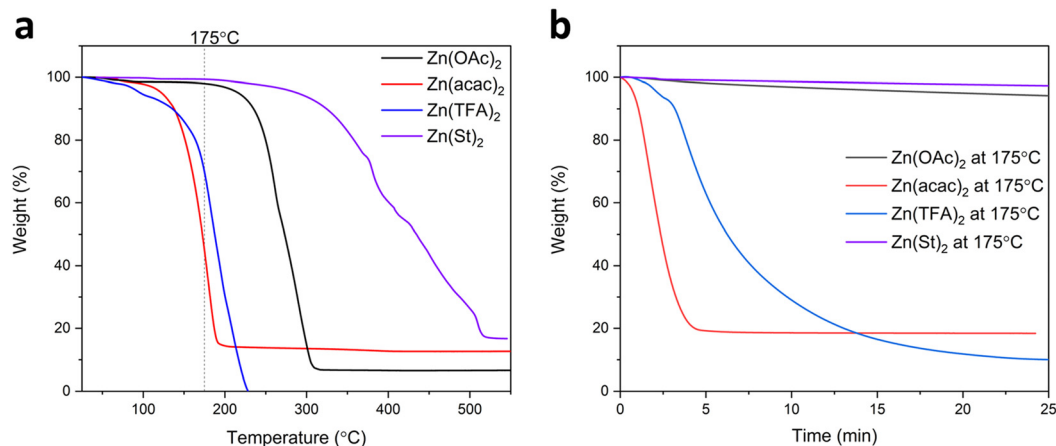 a
175°C
Zn(OAc)₂
Zn(acac)₂
Zn(TFA)₂
Zn(St)₂
100
80
60
40
20
0
Weight (%)
100 200 300 400 500
Temperature (°C)
b
100
80
60
40
20
0
Weight (%)
Zn(OAc)₂ at 175°C
Zn(acac)₂ at 175°C
Zn(TFA)₂ at 175°C
Zn(St)₂ at 175°C
0 5 10 15 20 25
Time (min)